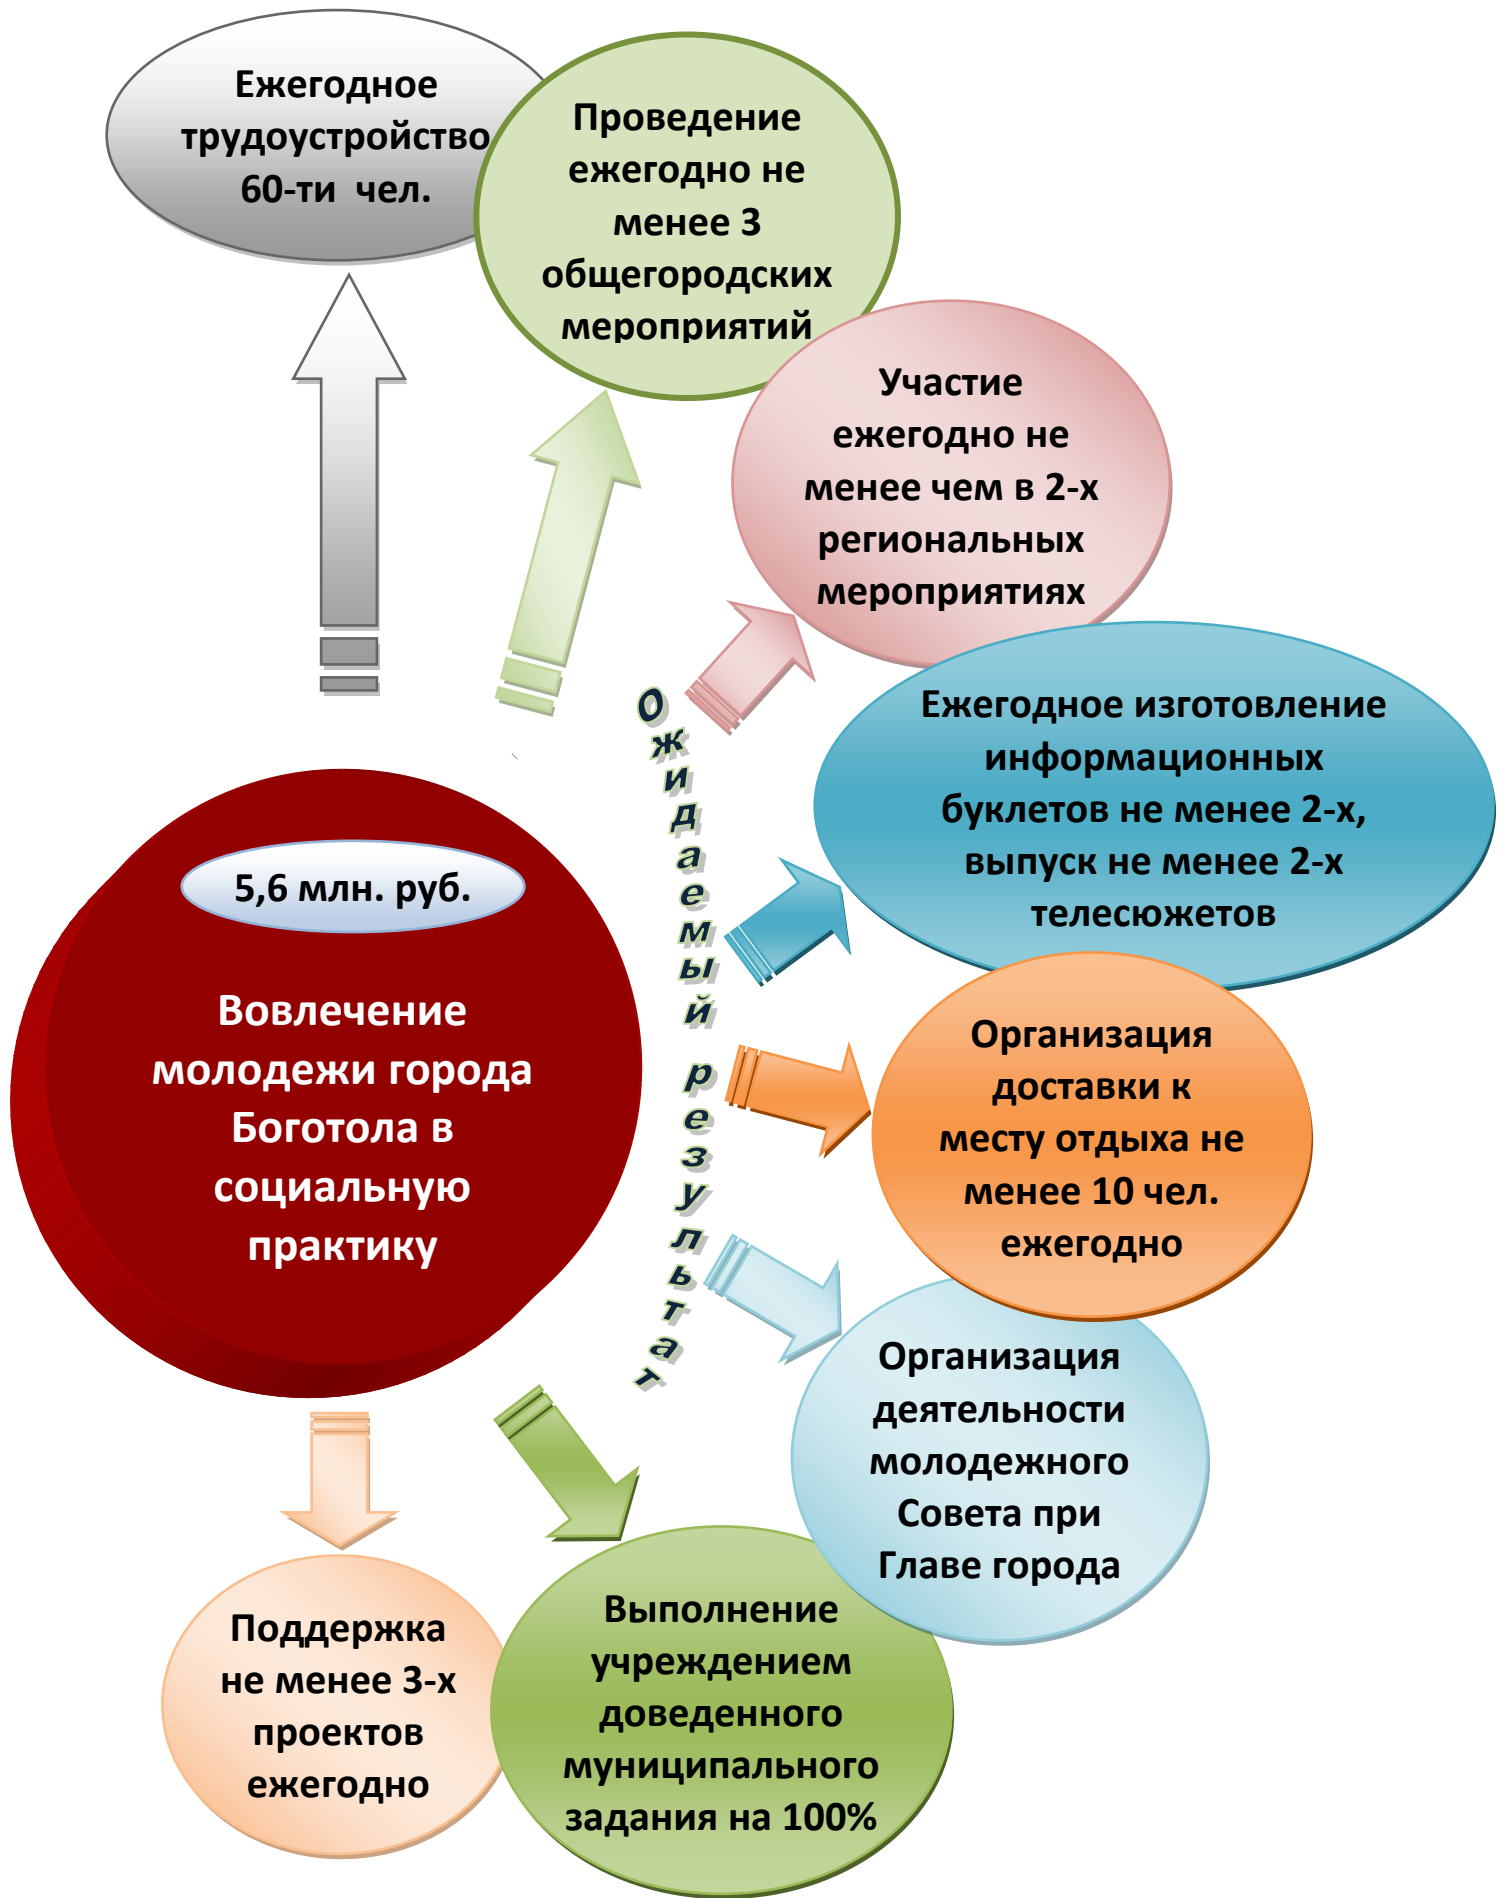 Ежегодное
трудоустройство
60-ти чел.
Проведение
ежегодно не
менее 3
общегородских
мероприятий
Участие
ежегодно не
менее чем в 2-х
региональных
мероприятиях
Ежегодное изготовление
информационных
буклетов не менее 2-х,
выпуск не менее 2-х
телесюжетов
Ожидаемый результат
5,6 млн. руб.
Вовлечение
молодежи города
Боготола в
социальную
практику
Организация
доставки к
месту отдыха не
менее 10 чел.
ежегодно
Организация
деятельности
молодежного
Совета при
Главе города
Выполнение
учреждением
доведенного
муниципального
задания на 100%
Поддержка
не менее 3-х
проектов
ежегодно